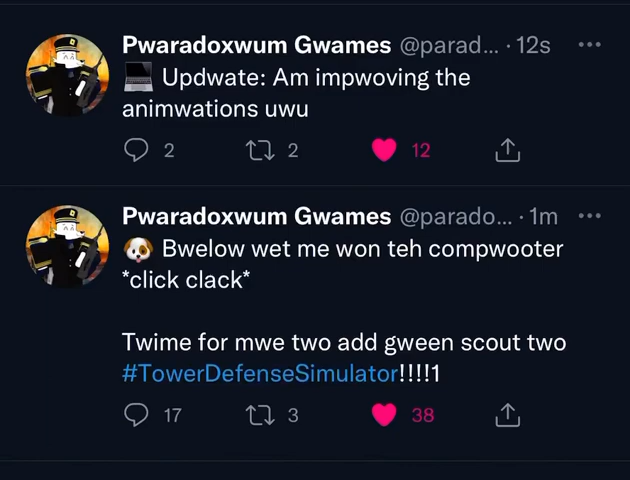 Pwaradoxwum Gwames @parad... · 12s
💻 Updwate: Am impwoving the
animwations uwu
2 2 12
Pwaradoxwum Gwames @parado... · 1m
🐶 Bwelow wet me won teh compwooter
*click clack*
Twime for mwe two add gween scout two
#TowerDefenseSimulator!!!!1
17 3 38